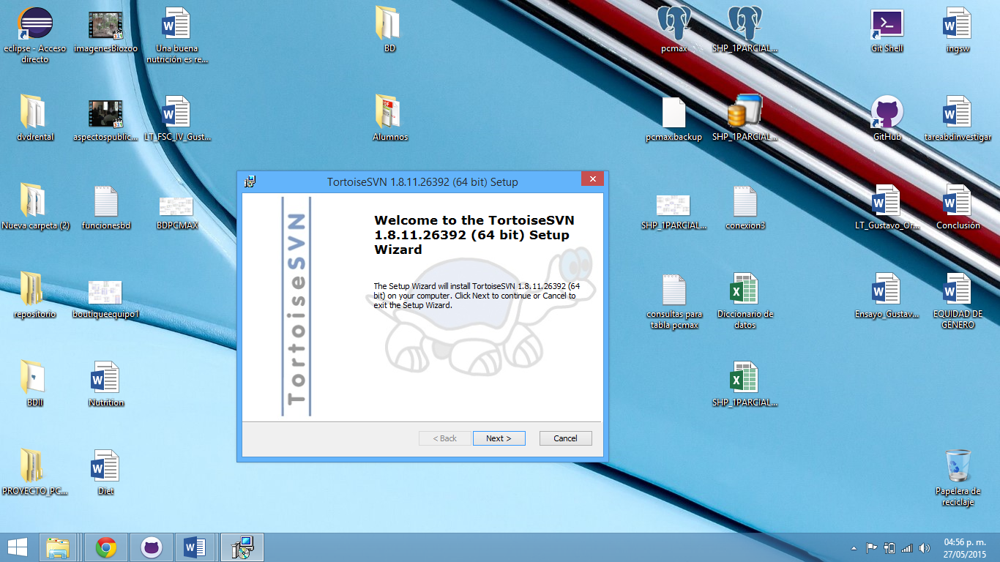 eclipse - Acceso
directo
imagenesBiozoo
Una buena
nutrición es re...
BD
pcmax
SHP_1PARCIAL...
Git Shell
ingsw
dvdrental
aspectospublic...
LT_FSC_IV_Gust...
Alumnos
pcmax.backup
SHP_1PARCIAL...
GitHub
tareabdinvestigar
Nueva carpeta (2)
funcionesbd
BDPCMAX
SHP_1PARCIAL...
conexion3
LT_Gustavo_Or...
Conclusión
repositorio
boutiqueequipo1
consultas para
tabla pcmax
Diccionario de
datos
Ensayo_Gustav...
EQUIDAD DE
GÉNERO
BDII
Nutrition
SHP_1PARCIAL...
PROYECTO_PC...
Diet
Papelera de
reciclaje
TortoiseSVN 1.8.11.26392 (64 bit) Setup
TortoiseSVN
Welcome to the TortoiseSVN
1.8.11.26392 (64 bit) Setup
Wizard
The Setup Wizard will install TortoiseSVN 1.8.11.26392 (64
bit) on your computer. Click Next to continue or Cancel to
exit the Setup Wizard.
< Back
Next >
Cancel
04:56 p. m.
27/05/2015